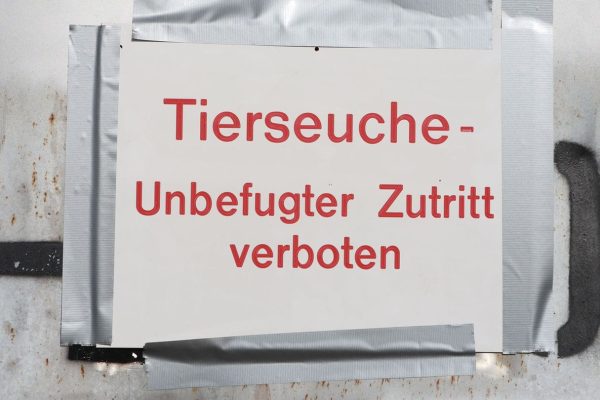 Tierseuche -
Unbefugter Zutritt
verboten